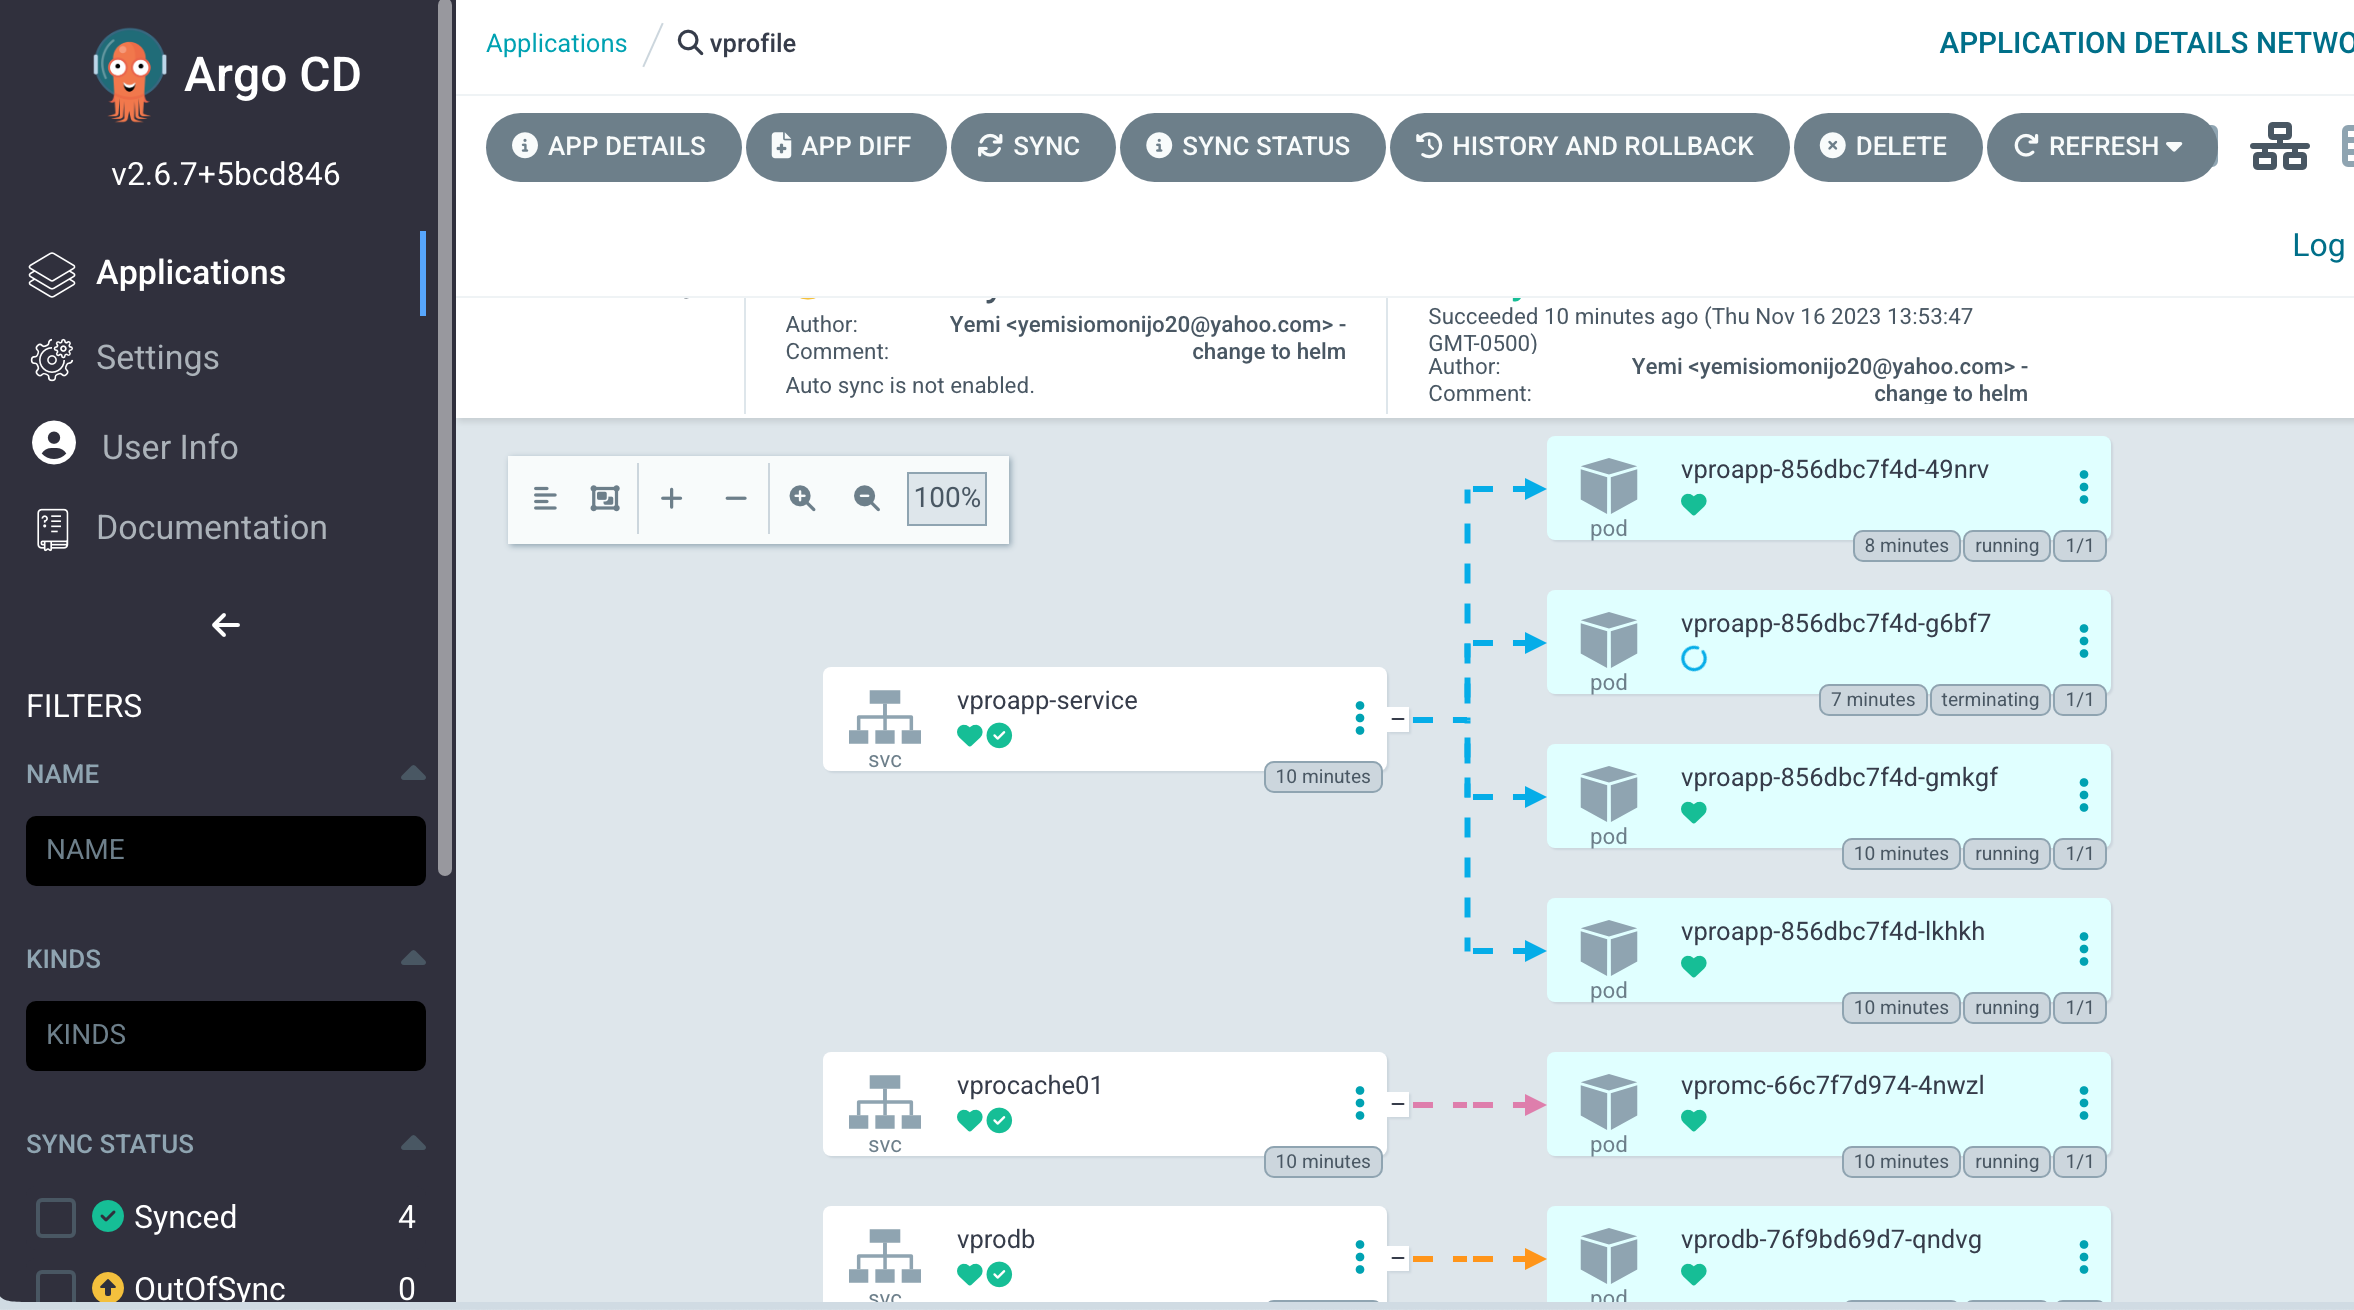 Argo CD
v2.6.7+5bcd846
Applications
Settings
User Info
Documentation
FILTERS
NAME
NAME
KINDS
KINDS
SYNC STATUS
Synced 4
OutOfSync 0
Applications / vprofile
APPLICATION DETAILS NETWO
APP DETAILS
APP DIFF
SYNC
SYNC STATUS
HISTORY AND ROLLBACK
DELETE
REFRESH
Log
Author: Yemi <yemisiomonijo20@yahoo.com> -
Comment: change to helm
Auto sync is not enabled.
Succeeded 10 minutes ago (Thu Nov 16 2023 13:53:47
GMT-0500)
Author: Yemi <yemisiomonijo20@yahoo.com> -
Comment: change to helm
100%
vproapp-service
svc
10 minutes
vproapp-856dbc7f4d-49nrv
pod
8 minutes running 1/1
vproapp-856dbc7f4d-g6bf7
pod
7 minutes terminating 1/1
vproapp-856dbc7f4d-gmkgf
pod
10 minutes running 1/1
vproapp-856dbc7f4d-lkhkh
pod
10 minutes running 1/1
vprocache01
svc
10 minutes
vpromc-66c7f7d974-4nwzl
pod
10 minutes running 1/1
vprodb
svc
vprodb-76f9bd69d7-qndvg
pod